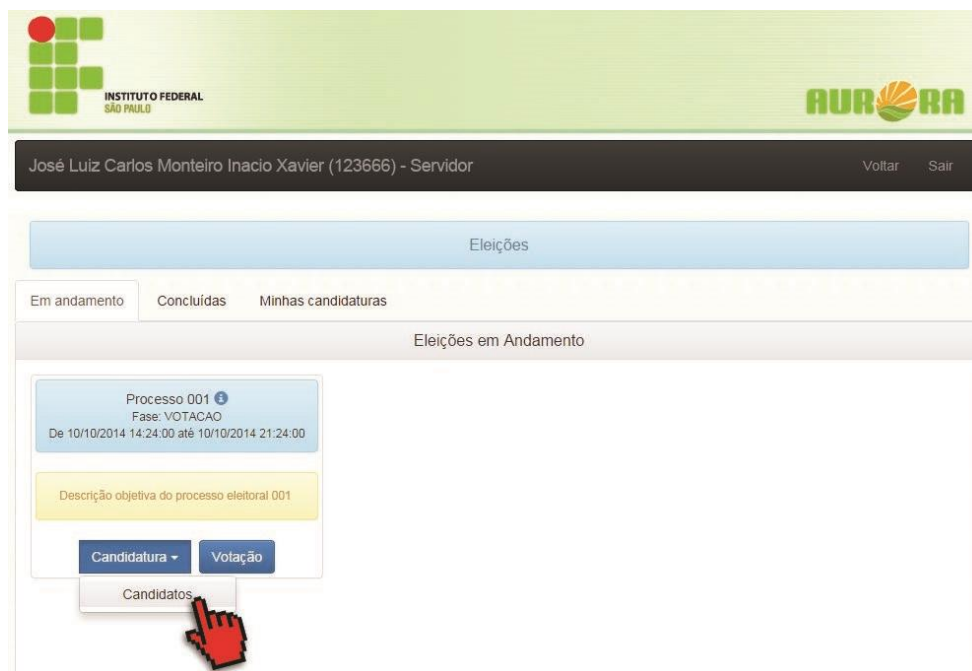 INSTITUTO FEDERAL
SÃO PAULO
AURORA
José Luiz Carlos Monteiro Inacio Xavier (123666) - Servidor
Voltar Sair
Eleições
Em andamento Concluídas Minhas candidaturas
Eleições em Andamento
Processo 001
Fase: VOTACAO
De 10/10/2014 14:24:00 até 10/10/2014 21:24:00
Descrição objetiva do processo eleitoral 001
Candidatura Votação
Candidatos